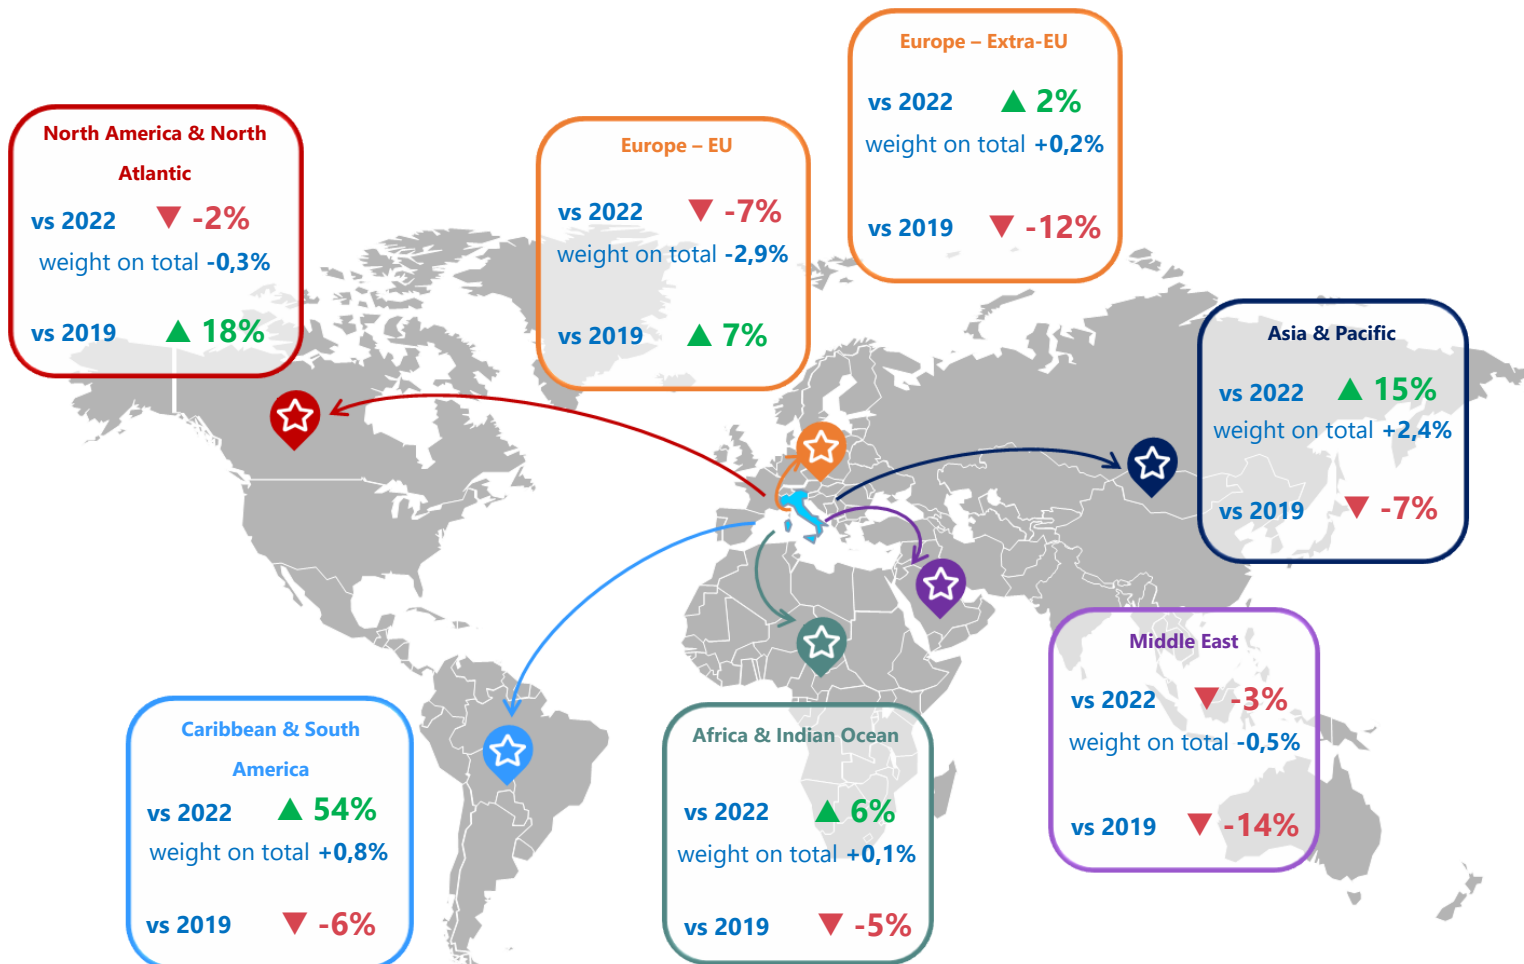 Europe – Extra-EU
vs 2022 ▲ 2%
weight on total +0,2%
vs 2019 ▼ -12%
North America & North
Atlantic
vs 2022 ▼ -2%
weight on total -0,3%
vs 2019 ▲ 18%
Europe – EU
vs 2022 ▼ -7%
weight on total -2,9%
vs 2019 ▲ 7%
Asia & Pacific
vs 2022 ▲ 15%
weight on total +2,4%
vs 2019 ▼ -7%
Middle East
vs 2022 ▼ -3%
weight on total -0,5%
vs 2019 ▼ -14%
Caribbean & South
America
vs 2022 ▲ 54%
weight on total +0,8%
vs 2019 ▼ -6%
Africa & Indian Ocean
vs 2022 ▲ 6%
weight on total +0,1%
vs 2019 ▼ -5%